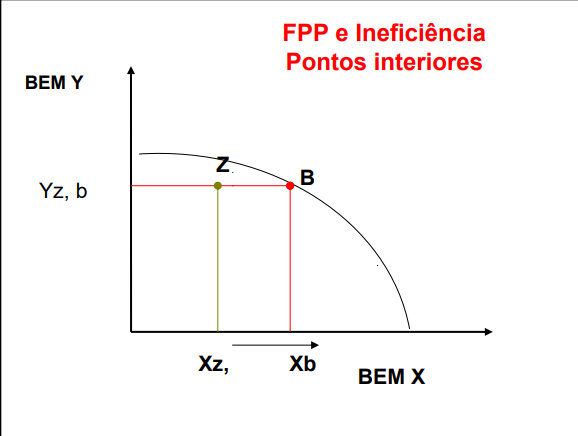 FPP e Ineficiência
Pontos interiores
BEM Y
Z
B
Yz, b
Xz,
Xb
BEM X